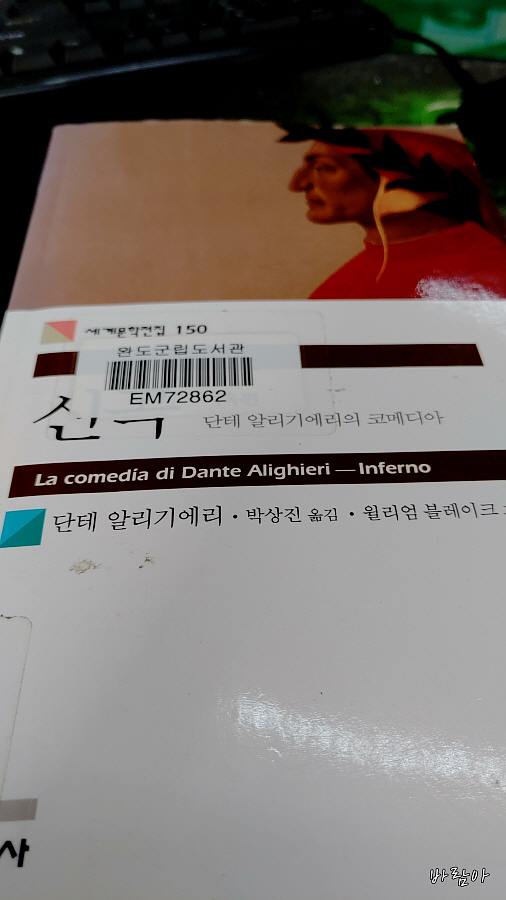 세계문학전집 150
완도군립도서관
EM72862
단테 알리기에리의 코메디아
La comedia di Dante Alighieri — Inferno
단테 알리기에리 • 박상진 옮김 • 윌리엄 블레이크
사
바람아